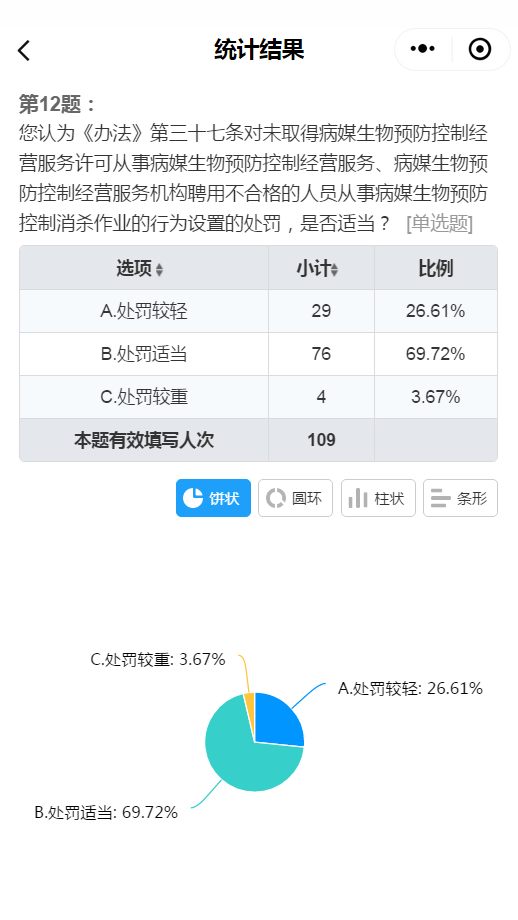 统计结果
第12题：
您认为《办法》第三十七条对未取得病媒生物预防控制经
营服务许可从事病媒生物预防控制经营服务、病媒生物预
防控制经营服务机构聘用不合格的人员从事病媒生物预防
控制消杀作业的行为设置的处罚，是否适当？ [单选题]
选项 小计 比例
A.处罚较轻 29 26.61%
B.处罚适当 76 69.72%
C.处罚较重 4 3.67%
本题有效填写人次 109
饼状 圆环 柱状 条形
C.处罚较重: 3.67%
A.处罚较轻: 26.61%
B.处罚适当: 69.72%